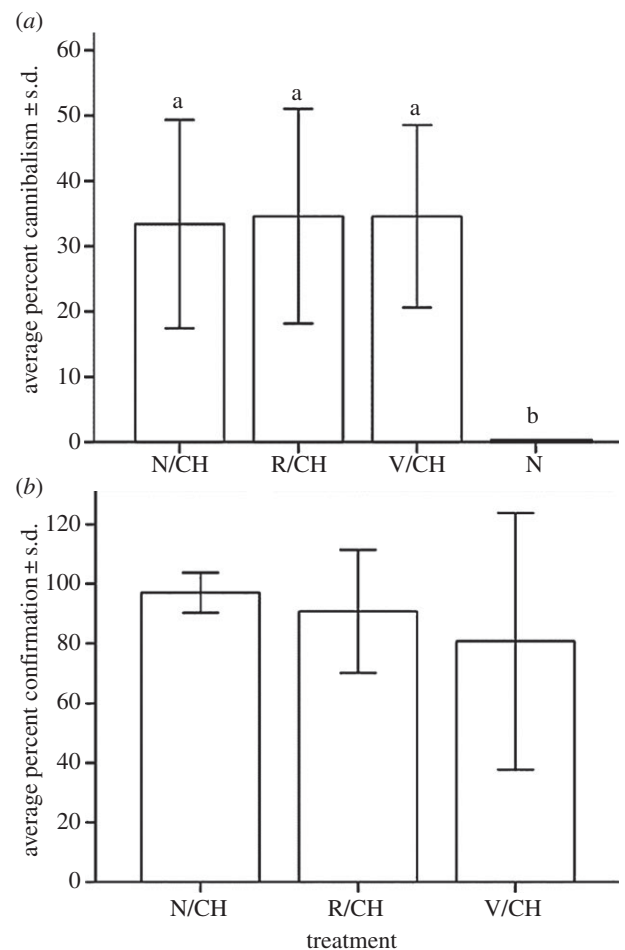 (a)
average percent cannibalism ± s.d.
60
50
40
30
20
10
0
a
a
a
b
N/CH R/CH V/CH N
(b)
average percent confirmation± s.d.
120
100
80
60
40
20
0
N/CH R/CH V/CH
treatment